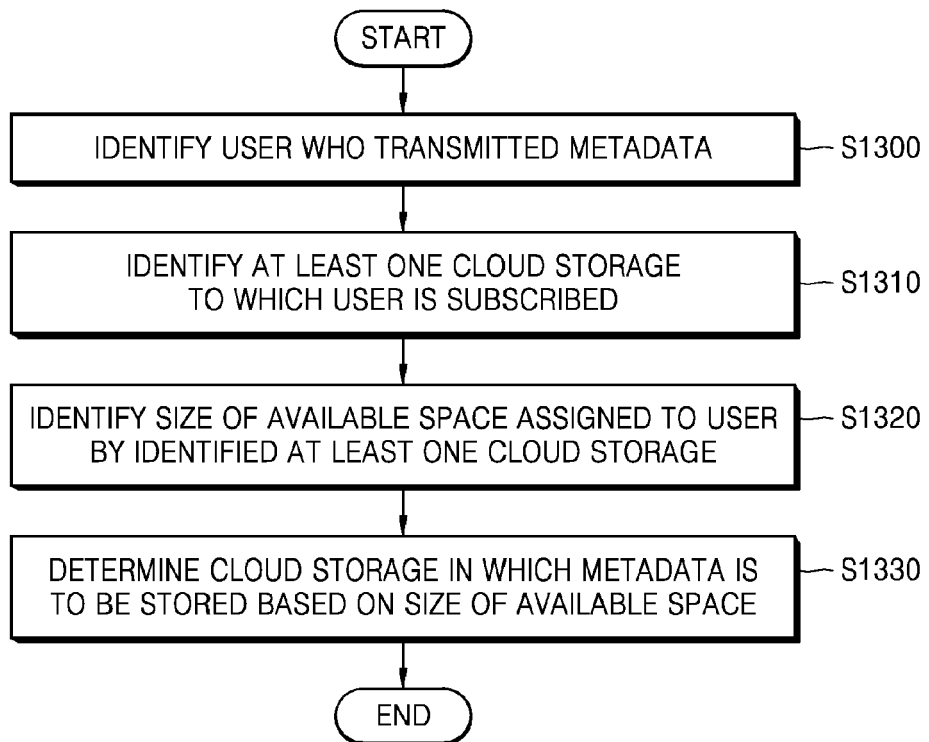 START
IDENTIFY USER WHO TRANSMITTED METADATA
S1300
IDENTIFY AT LEAST ONE CLOUD STORAGE
TO WHICH USER IS SUBSCRIBED
S1310
IDENTIFY SIZE OF AVAILABLE SPACE ASSIGNED TO USER
BY IDENTIFIED AT LEAST ONE CLOUD STORAGE
S1320
DETERMINE CLOUD STORAGE IN WHICH METADATA IS
TO BE STORED BASED ON SIZE OF AVAILABLE SPACE
S1330
END